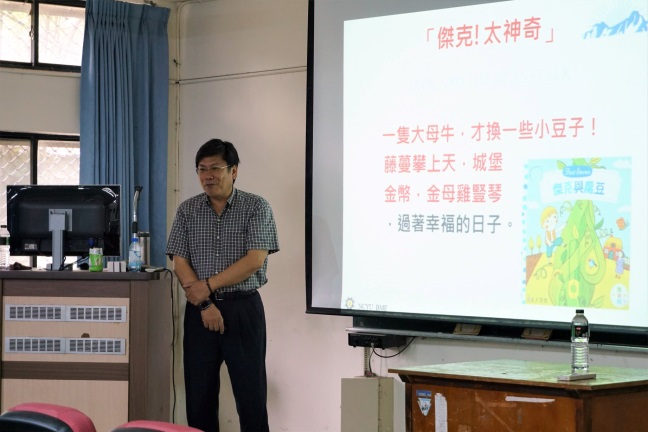 「傑克! 太神奇」
一隻大母牛，才換一些小豆子！
藤蔓攀上天，城堡
金幣，金母雞豎琴
，過著幸福的日子。
傑克與魔豆